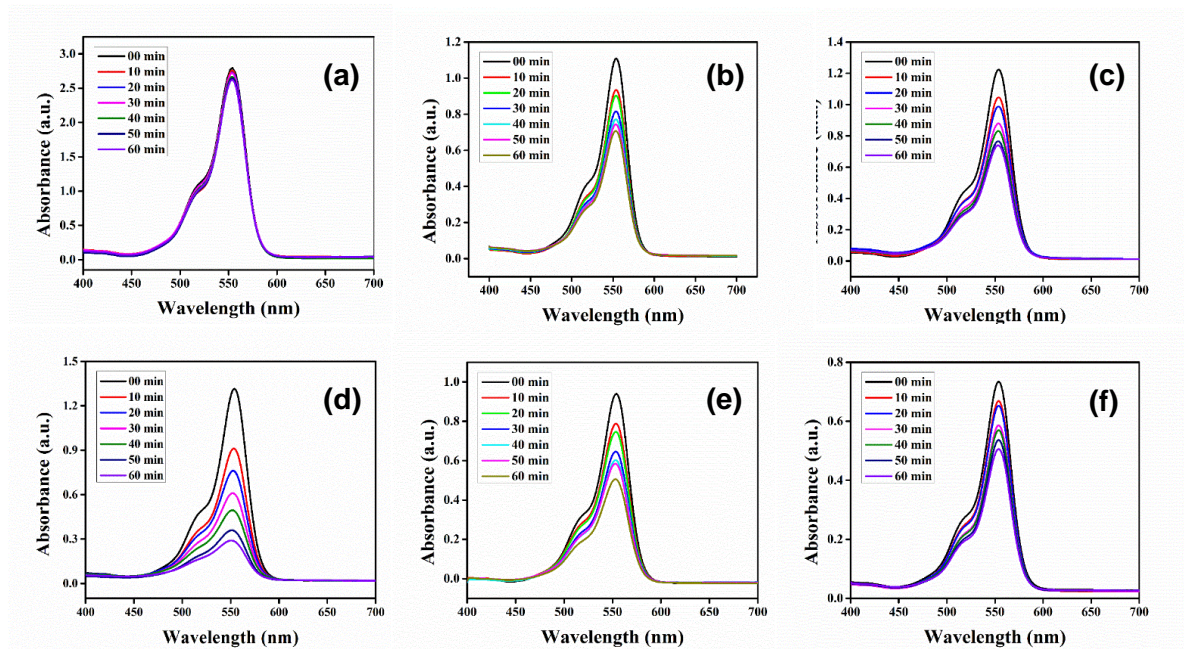 (a)
00 min
10 min
20 min
30 min
40 min
50 min
60 min
3.0
2.5
2.0
1.5
1.0
0.5
0.0
400 450 500 550 600 650 700
Absorbance (a.u.)
Wavelength (nm)
(b)
00 min
10 min
20 min
30 min
40 min
50 min
60 min
1.2
1.0
0.8
0.6
0.4
0.2
0.0
400 450 500 550 600 650 700
Absorbance (a.u.)
Wavelength (nm)
(c)
00 min
10 min
20 min
30 min
40 min
50 min
60 min
1.4
1.2
1.0
0.8
0.6
0.4
0.2
0.0
400 450 500 550 600 650 700
Wavelength (nm)
(d)
00 min
10 min
20 min
30 min
40 min
50 min
60 min
1.5
1.2
0.9
0.6
0.3
0.0
400 450 500 550 600 650 700
Absorbance (a.u.)
Wavelength (nm)
(e)
00 min
10 min
20 min
30 min
40 min
50 min
60 min
1.0
0.8
0.6
0.4
0.2
0.0
400 450 500 550 600 650 700
Absorbance (a.u.)
Wavelength (nm)
(f)
00 min
10 min
20 min
30 min
40 min
50 min
60 min
0.8
0.6
0.4
0.2
0.0
400 450 500 550 600 650 700
Absorbance (a.u.)
Wavelength (nm)